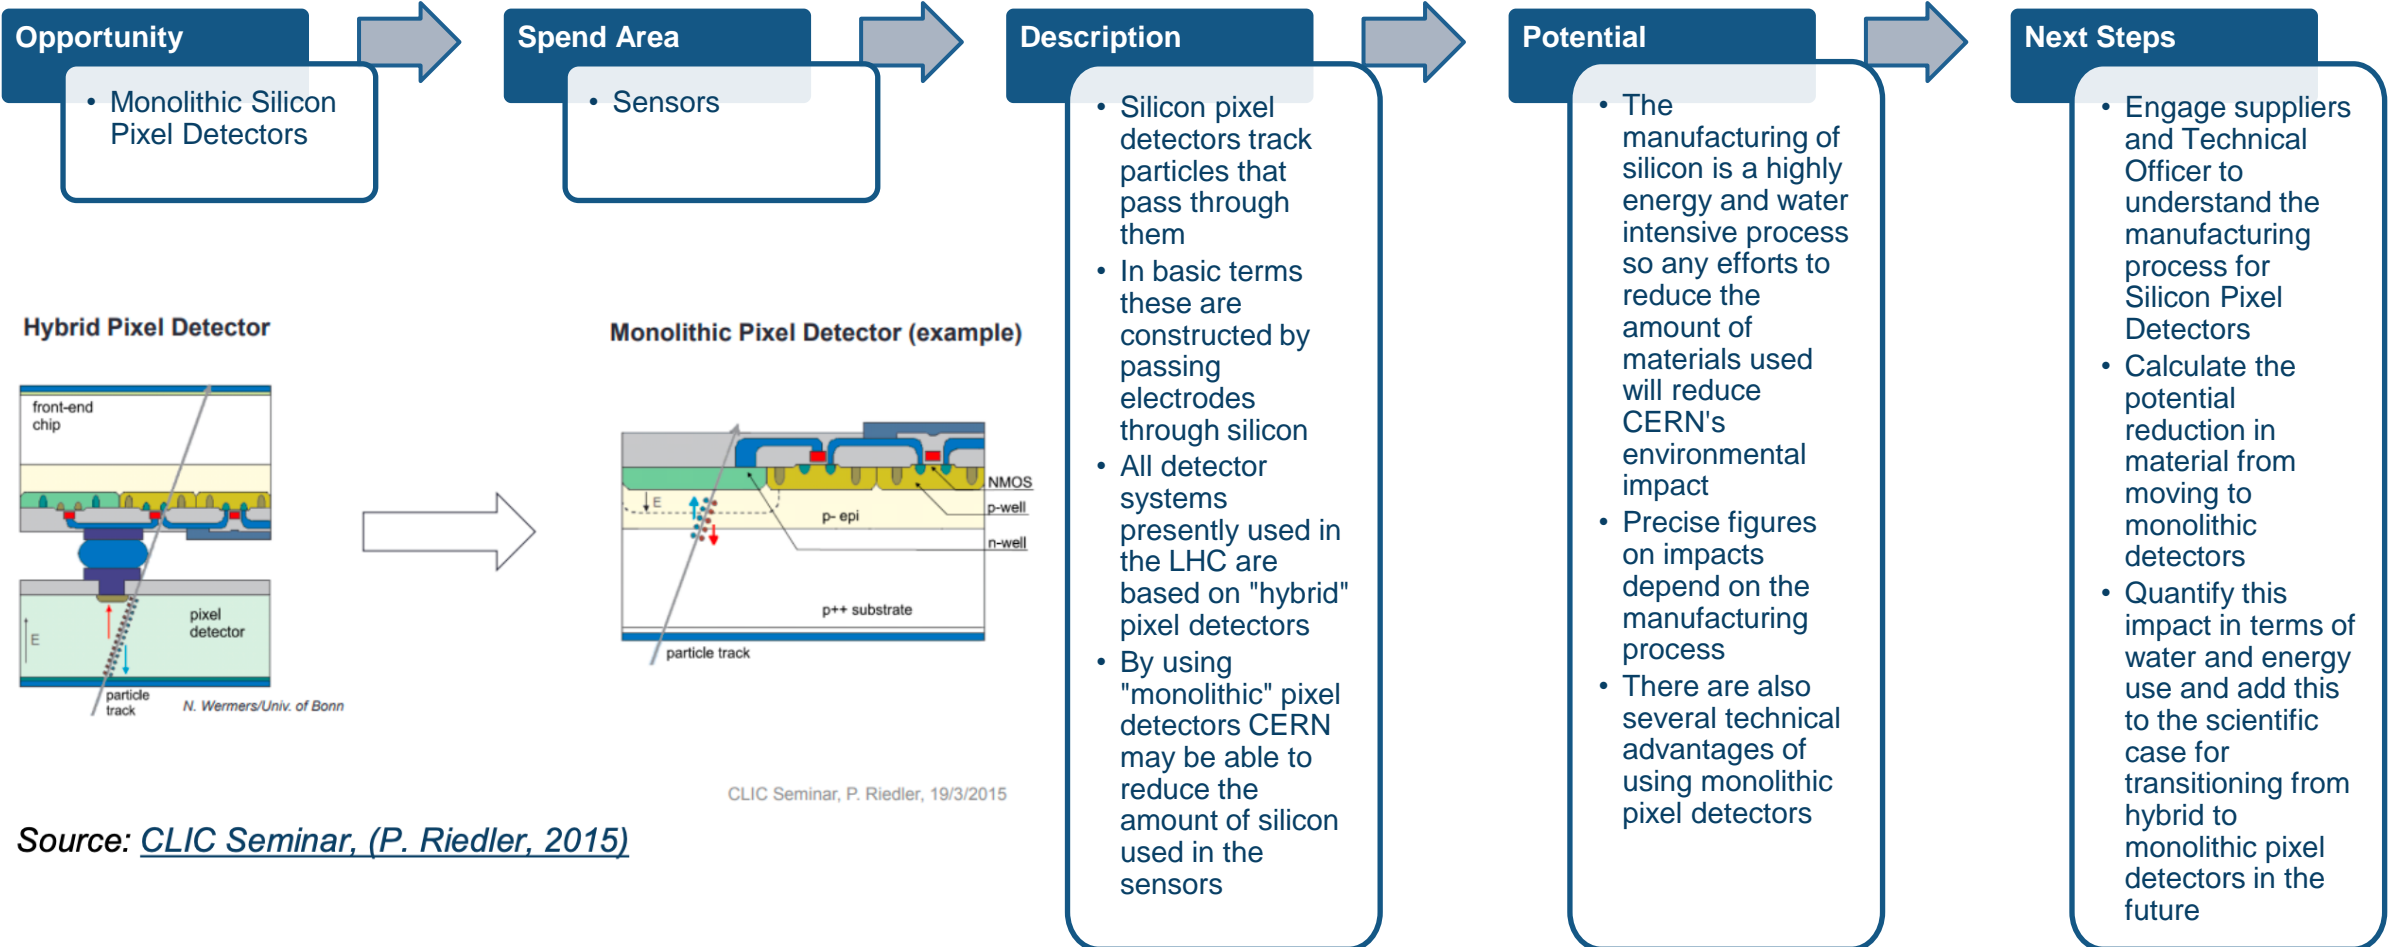 Opportunity
• Monolithic Silicon
Pixel Detectors
Spend Area
• Sensors
Description
• Silicon pixel
detectors track
particles that
pass through
them
• In basic terms
these are
constructed by
passing
electrodes
through silicon
• All detector
systems
presently used in
the LHC are
based on "hybrid"
pixel detectors
• By using
"monolithic" pixel
detectors CERN
may be able to
reduce the
amount of silicon
used in the
sensors
Potential
• The
manufacturing of
silicon is a highly
energy and water
intensive process
so any efforts to
reduce the
amount of
materials used
will reduce
CERN's
environmental
impact
• Precise figures
on impacts
depend on the
manufacturing
process
• There are also
several technical
advantages of
using monolithic
pixel detectors
Next Steps
• Engage suppliers
and Technical
Officer to
understand the
manufacturing
process for
Silicon Pixel
Detectors
• Calculate the
potential
reduction in
material from
moving to
monolithic
detectors
• Quantify this
impact in terms of
water and energy
use and add this
to the scientific
case for
transitioning from
hybrid to
monolithic pixel
detectors in the
future
Hybrid Pixel Detector
front-end
chip
pixel
detector
E
particle
track
N. Wermers/Univ. of Bonn
Monolithic Pixel Detector (example)
NMOS
E
p-well
p- epi
n-well
p++ substrate
particle track
CLIC Seminar, P. Riedler, 19/3/2015
Source: CLIC Seminar, (P. Riedler, 2015)